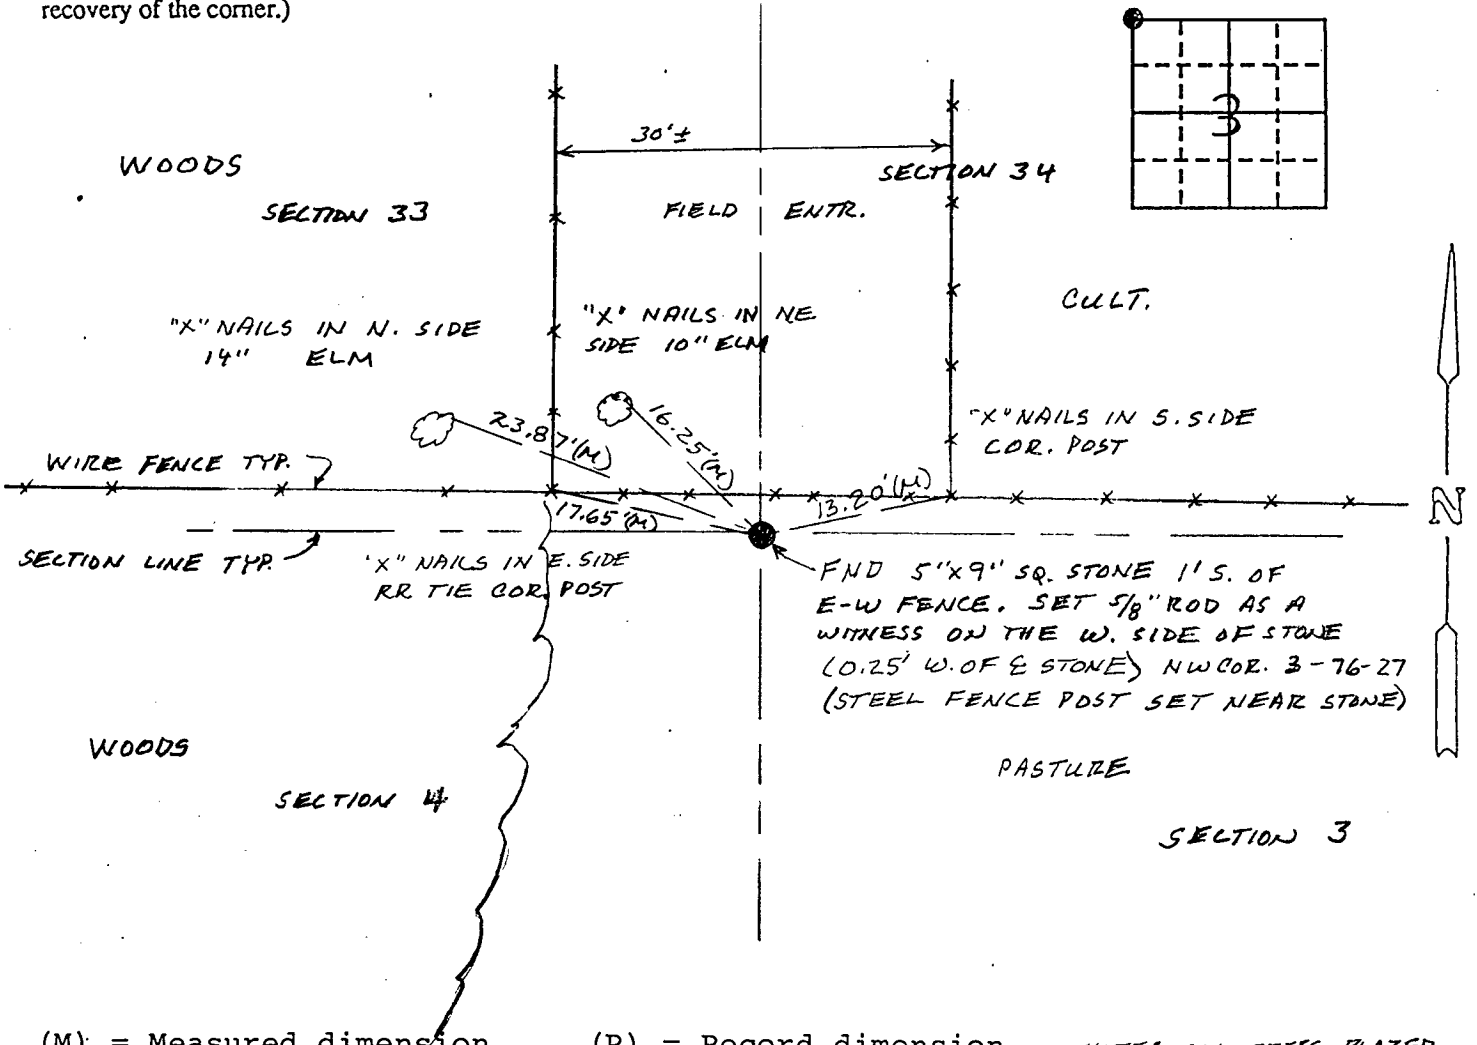 recovery of the corner.)
3
30'±
WOODS
SECTION 34
SECTION 33
FIELD ENTR.
CULT.
"X" NAILS IN N. SIDE
14" ELM
"X" NAILS IN NE
SIDE 10" ELM
"X" NAILS IN S. SIDE
COR. POST
23.87'(M)
16.25'(M)
WIRE FENCE TYP.
13.20'(M)
17.65'(M)
N
SECTION LINE TYP.
"X" NAILS IN E. SIDE
RR TIE COR. POST
FND 5"X9" SQ. STONE 1' S. OF
E-W FENCE. SET 5/8" ROD AS A
WITNESS ON THE W. SIDE OF STONE
(0.25' W. OF ℄ STONE) NW COR. 3-76-27
(STEEL FENCE POST SET NEAR STONE)
WOODS
PASTURE
SECTION 4
SECTION 3
(M) = Measured dimension
= Record dimension